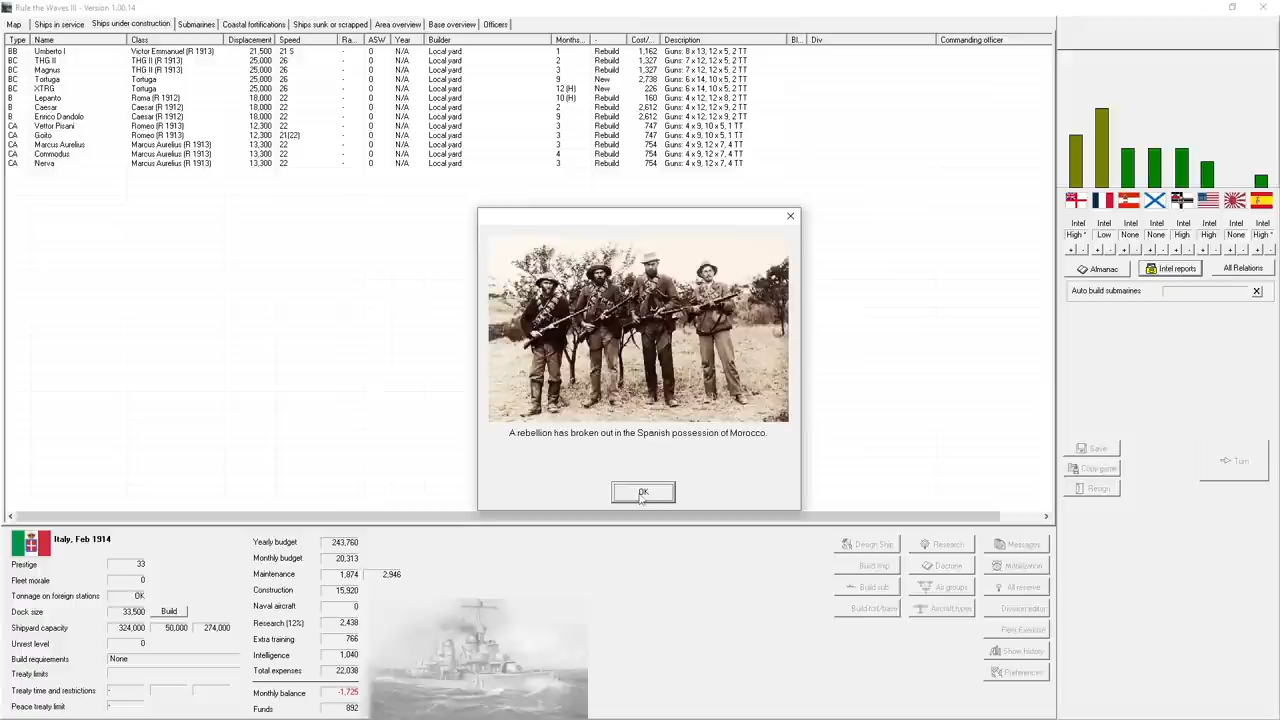 Rule the Waves III - Version 1.00.14
Map Ships in service Ships under construction Submarines Coastal fortifications Ships sunk or scrapped Area overview Base overview Officers
Type Name Class Displacement Speed Ra... ASW Year Builder Months... - Cost/... Description Bl... Div Commanding officer
BB Umberto I Victor Emmanuel (R 1913) 21,500 21 S - 0 N/A Local yard 1 Rebuild 1,162 Guns: 8 x 13, 12 x 5, 2 TT
BC THG II THG II (R 1913) 25,000 26 - 0 N/A Local yard 2 Rebuild 1,327 Guns: 7 x 12, 12 x 5, 2 TT
BC Magnus THG II (R 1913) 25,000 26 - 0 N/A Local yard 3 Rebuild 1,327 Guns: 7 x 12, 12 x 5, 2 TT
BC Tortuga Tortuga 25,000 26 - 0 N/A Local yard 9 New 2,738 Guns: 6 x 14, 10 x 5, 2 TT
BC XTRG Tortuga 25,000 26 - 0 N/A Local yard 12 (H) New 226 Guns: 6 x 14, 10 x 5, 2 TT
B Lepanto Roma (R 1912) 18,000 22 - 0 N/A Local yard 10 (H) Rebuild 160 Guns: 4 x 12, 12 x 8, 2 TT
B Caesar Caesar (R 1912) 18,000 22 - 0 N/A Local yard 2 Rebuild 2,612 Guns: 4 x 12, 12 x 9, 2 TT
B Enrico Dandolo Caesar (R 1912) 18,000 22 - 0 N/A Local yard 9 Rebuild 2,612 Guns: 4 x 12, 12 x 9, 2 TT
CA Vettor Pisani Romeo (R 1913) 12,300 22 - 0 N/A Local yard 3 Rebuild 747 Guns: 4 x 9, 10 x 5, 1 TT
CA Goito Romeo (R 1913) 12,300 21(22) - 0 N/A Local yard 3 Rebuild 747 Guns: 4 x 9, 10 x 5, 1 TT
CA Marcus Aurelius Marcus Aurelius (R 1913) 13,300 22 - 0 N/A Local yard 3 Rebuild 754 Guns: 4 x 9, 12 x 7, 4 TT
CA Commodus Marcus Aurelius (R 1913) 13,300 22 - 0 N/A Local yard 4 Rebuild 754 Guns: 4 x 9, 12 x 7, 4 TT
CA Nerva Marcus Aurelius (R 1913) 13,300 22 - 0 N/A Local yard 3 Rebuild 754 Guns: 4 x 9, 12 x 7, 4 TT
A rebellion has broken out in the Spanish possession of Morocco.
OK
Intel Intel Intel Intel Intel Intel Intel Intel
High * Low None None High High None High *
+ - + - + - + - + - + - + - + -
Almanac Intel reports All Relations
Auto build submarines X
Save
Copy game
Resign
Turn
Italy, Feb 1914
Prestige 33
Fleet morale 0
Tonnage on foreign stations OK
Dock size 33,500 Build
Shipyard capacity 324,000 50,000 274,000
Unrest level 0
Build requirements None
Treaty limits
Treaty time and restrictions - 
Peace treaty limit -
Yearly budget 243,760
Monthly budget 20,313
Maintenance 1,874 2,946
Construction 15,920
Naval aircraft 0
Research (12%) 2,438
Extra training 766
Intelligence 1,040
Total expenses 22,038
Monthly balance -1,725
Funds 892
Design Ship Research Messages
Build ship Doctrine Mobilization
Build sub Air groups All reserve
Build fort/base Aircraft types Division editor
Fleet Exercise
Show history
Preferences